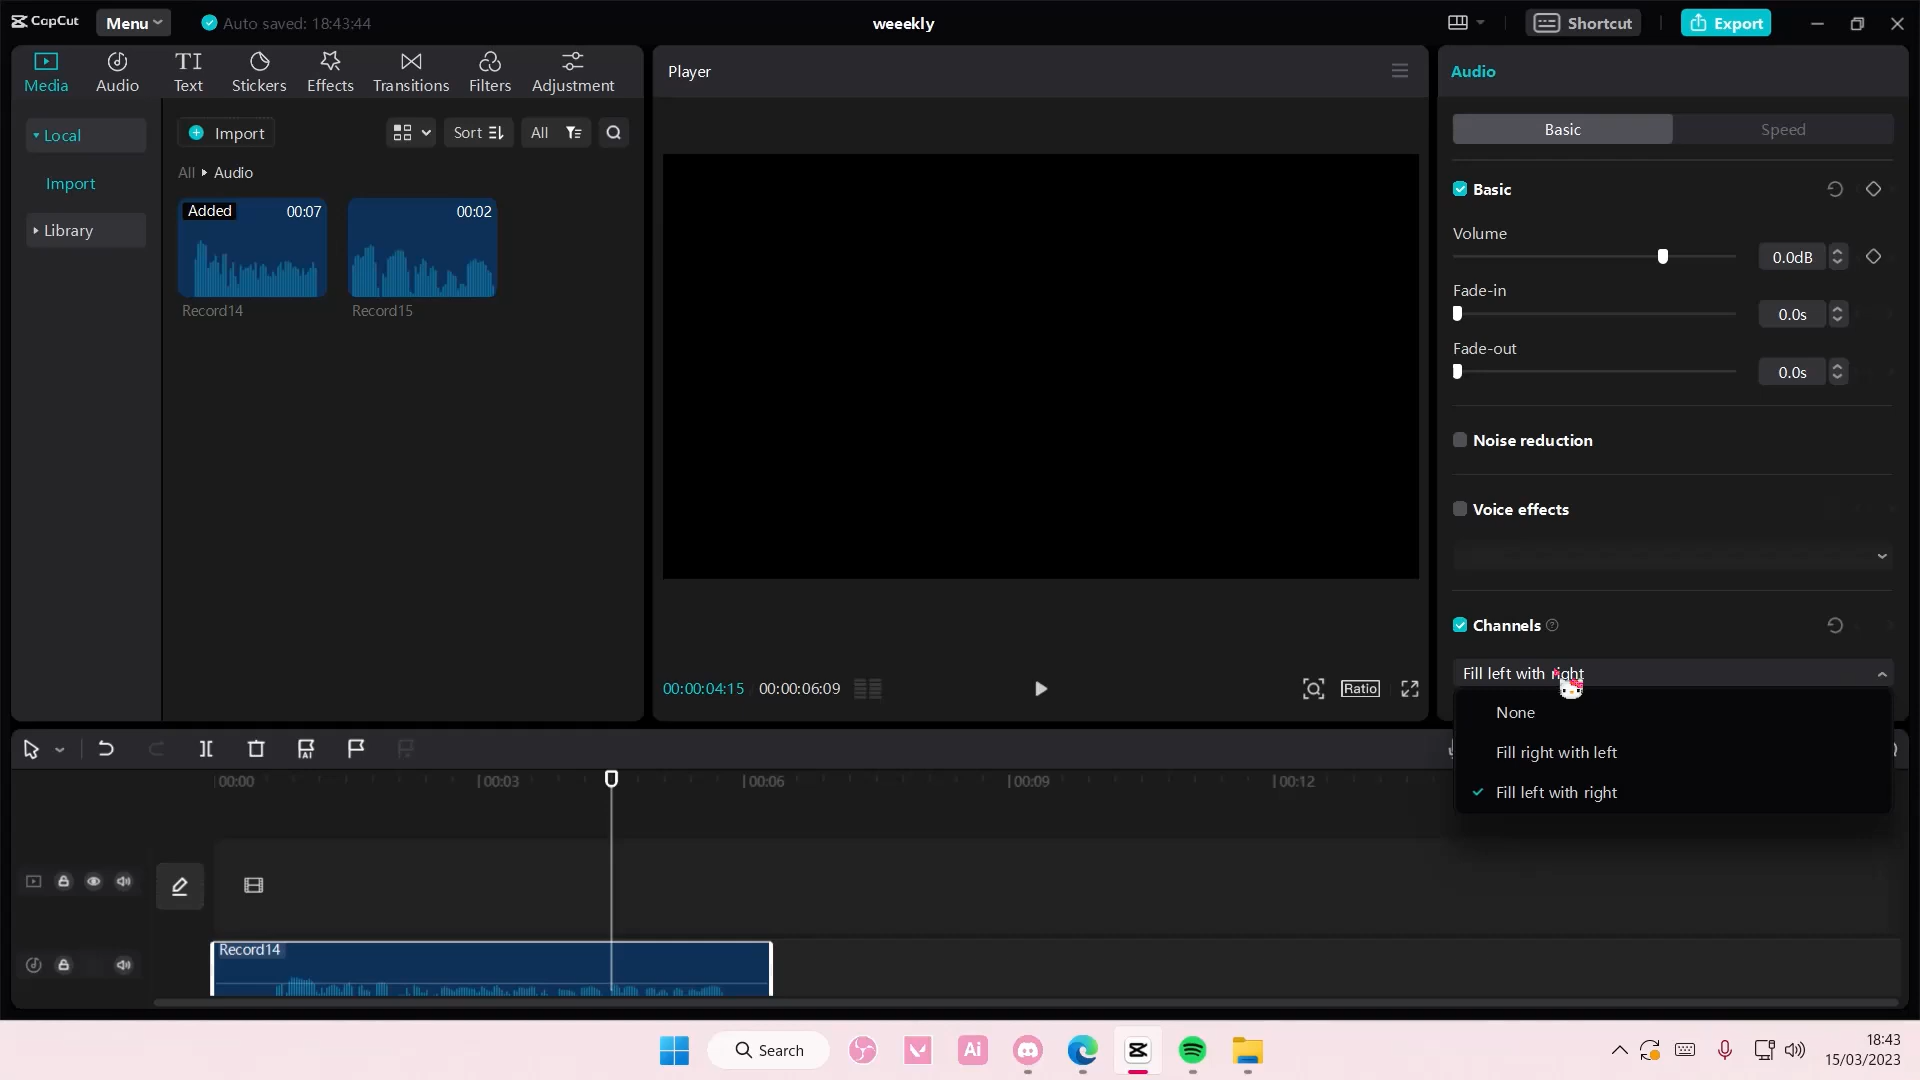 CapCut
Menu
Auto saved: 18:43:44
weeekly
Shortcut
Export
Media
Audio
TI
Text
Stickers
Effects
Transitions
Filters
Adjustment
Local
Import
Library
Import
Sort
All
All Audio
Added 00:07
Record14
00:02
Record15
Player
Ratio
00:00:04:15 00:00:06:09
Audio
Basic
Speed
Basic
Volume
0.0dB
Fade-in
0.0s
Fade-out
0.0s
Noise reduction
Voice effects
Channels
Fill left with right
None
Fill right with left
Fill left with right
00:00
00:03
00:06
00:09
00:12
Record14
Search
Ai
18:43
15/03/2023